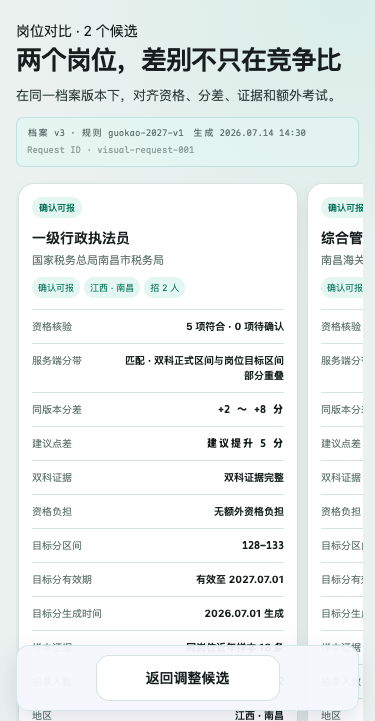 岗位对比 · 2 个候选
两个岗位，差别不只在竞争比
在同一档案版本下，对齐资格、分差、证据和额外考试。
档案 v3 · 规则 guokao-2027-v1 生成 2026.07.14 14:30
Request ID · visual-request-001
确认可报
一级行政执法员
国家税务总局南昌市税务局
确认可报 江西 · 南昌 招 2 人
资格核验 5 项符合 · 0 项待确认
服务端分带 匹配 · 双科正式区间与岗位目标区间
部分重叠
同版本分差 +2 ～ +8 分
建议点差 建议提升 5 分
双科证据 双科证据完整
资格负担 无额外资格负担
目标分区间 128–133
目标分有效期 有效至 2027.07.01
目标分生成时间 2026.07.01 生成
返回调整候选
地区 江西 · 南昌
确认可报
综合管
南昌海关
确认可报
资格核验
服务端分
同版本分
建议点差
双科证据
资格负担
目标分区
目标分有
目标分生
地区